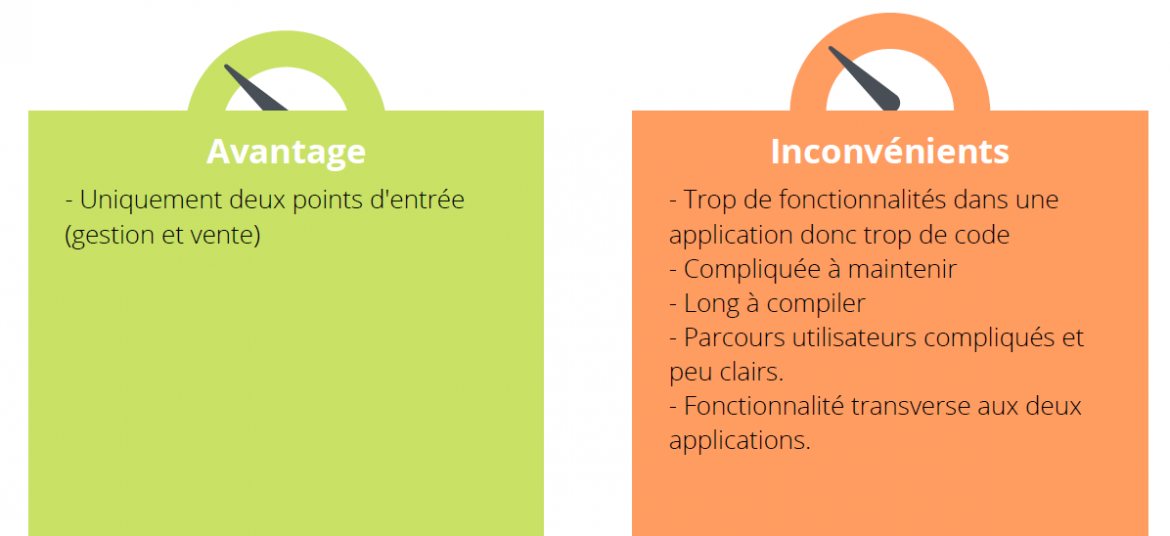 Avantage
- Uniquement deux points d'entrée
(gestion et vente)
Inconvénients
- Trop de fonctionnalités dans une
application donc trop de code
- Compliquée à maintenir
- Long à compiler
- Parcours utilisateurs compliqués et
peu clairs.
- Fonctionnalité transverse aux deux
applications.